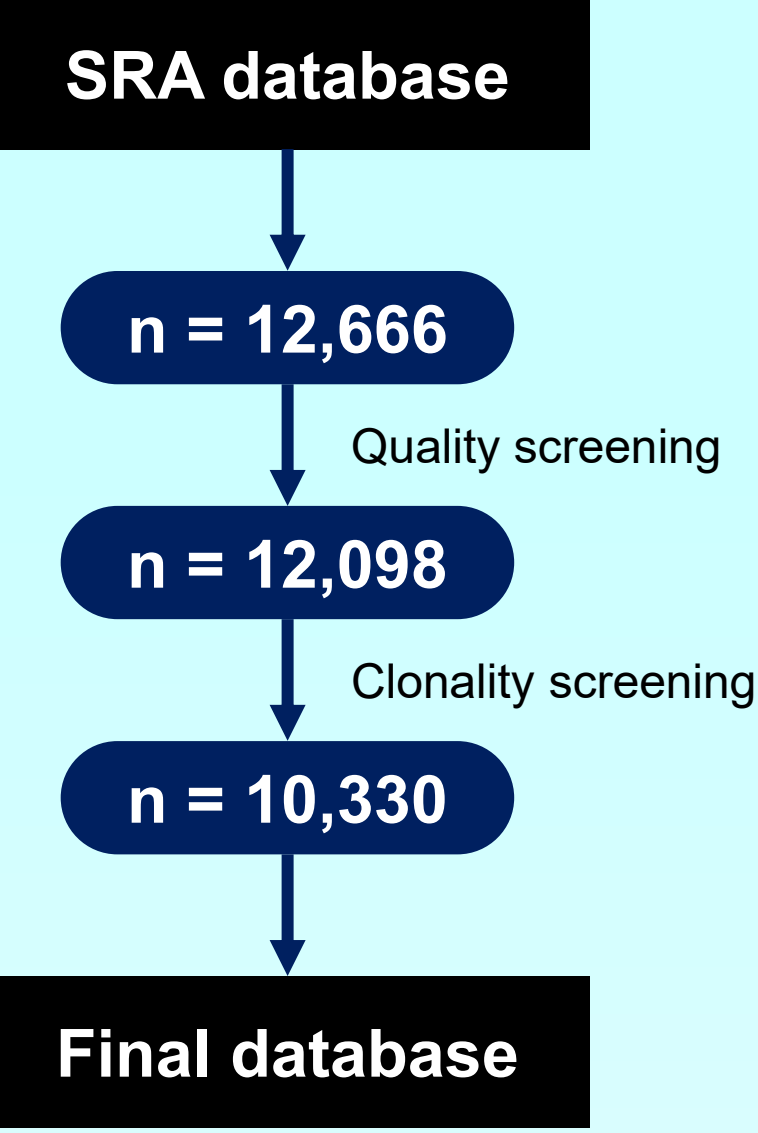 SRA database
n = 12,666
Quality screening
n = 12,098
Clonality screening
n = 10,330
Final database